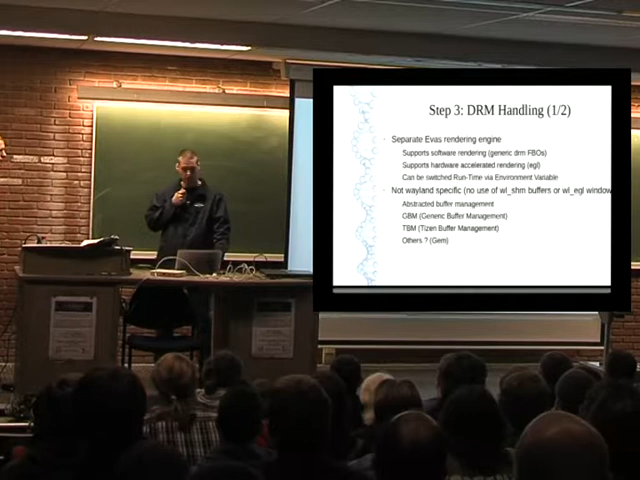 Step 3: DRM Handling (1/2)
Separate Evas rendering engine
Supports software rendering (generic drm FBOs)
Supports hardware accelerated rendering (egl)
Can be switched Run-Time via Environment Variable
Not wayland specific (no use of wl_shm buffers or wl_egl window
Abstracted buffer management
GBM (Generic Buffer Management)
TBM (Tizen Buffer Management)
Others ? (Gem)